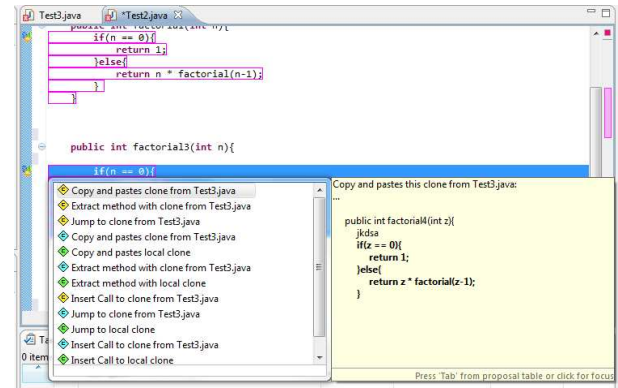 Test3.java *Test2.java
public int factorial(int n){
if(n == 0){
return 1;
}else{
return n * factorial(n-1);
}
}
public int factorial3(int n){
if(n == 0){
Copy and pastes clone from Test3.java
Extract method with clone from Test3.java
Jump to clone from Test3.java
Copy and pastes clone from Test3.java
Copy and pastes local clone
Extract method with clone from Test3.java
Extract method with local clone
Insert Call to clone from Test3.java
Jump to clone from Test3.java
Jump to local clone
Insert Call to clone from Test3.java
Insert Call to local clone
Copy and pastes this clone from Test3.java:
...
public int factorial4(int z){
jkdsa
if(z == 0){
return 1;
}else{
return z * factorial(z-1);
}
Press 'Tab' from proposal table or click for focus
Ta
0 item